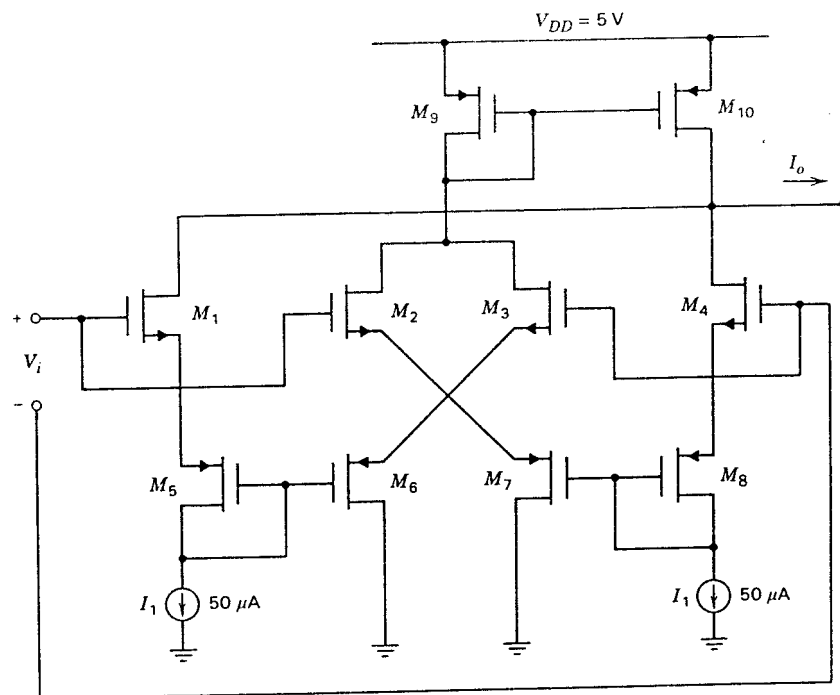 V_DD = 5 V
M_9
M_10
I_o
M_1
M_2
M_3
M_4
+
V_i
-
M_5
M_6
M_7
M_8
I_1
50 μA
I_1
50 μA